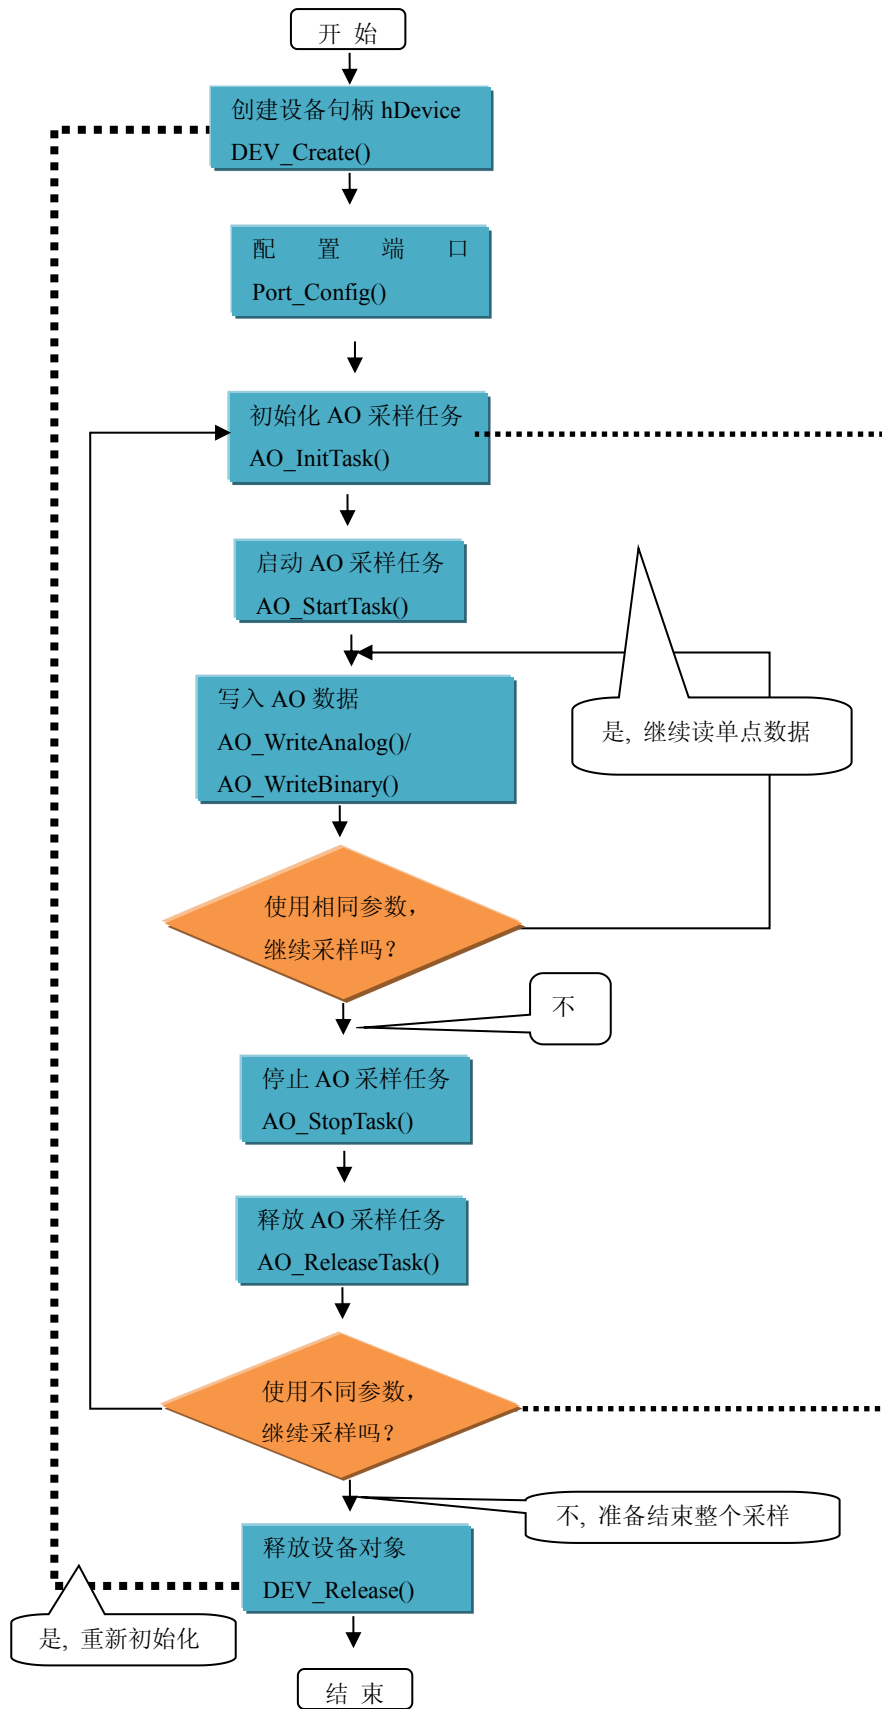 开 始
创建设备句柄 hDevice
DEV_Create()
配 置 端 口
Port_Config()
初始化 AO 采样任务
AO_InitTask()
启动 AO 采样任务
AO_StartTask()
写入 AO 数据
AO_WriteAnalog()/
AO_WriteBinary()
是, 继续读单点数据
使用相同参数，
继续采样吗？
不
停止 AO 采样任务
AO_StopTask()
释放 AO 采样任务
AO_ReleaseTask()
使用不同参数，
继续采样吗？
不, 准备结束整个采样
释放设备对象
DEV_Release()
是, 重新初始化
结 束